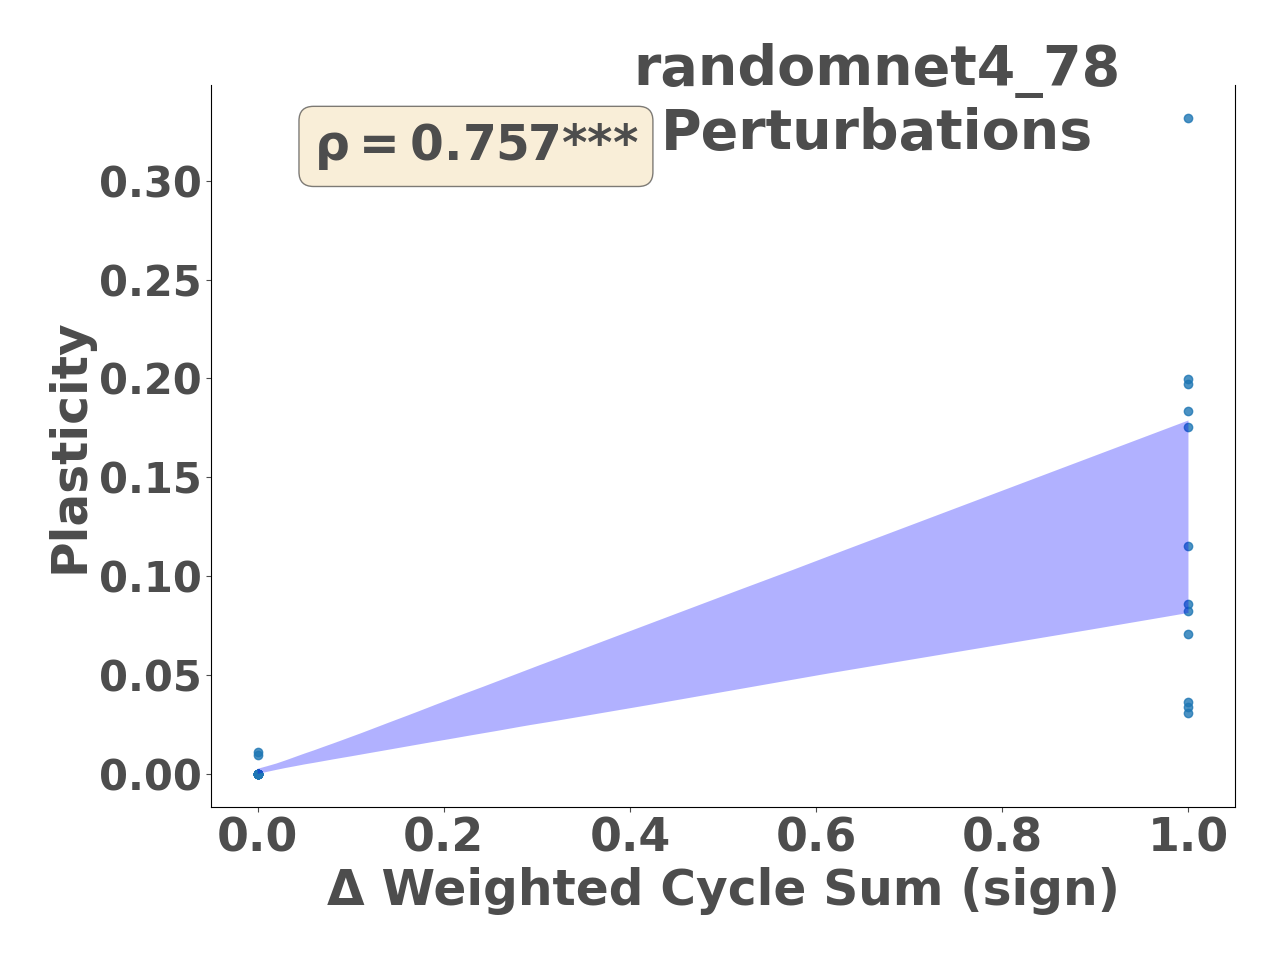 randomnet4_78
Perturbations
ρ = 0.757***
0.30
0.25
0.20
0.15
0.10
0.05
0.00
Plasticity
0.0 0.2 0.4 0.6 0.8 1.0
Δ Weighted Cycle Sum (sign)